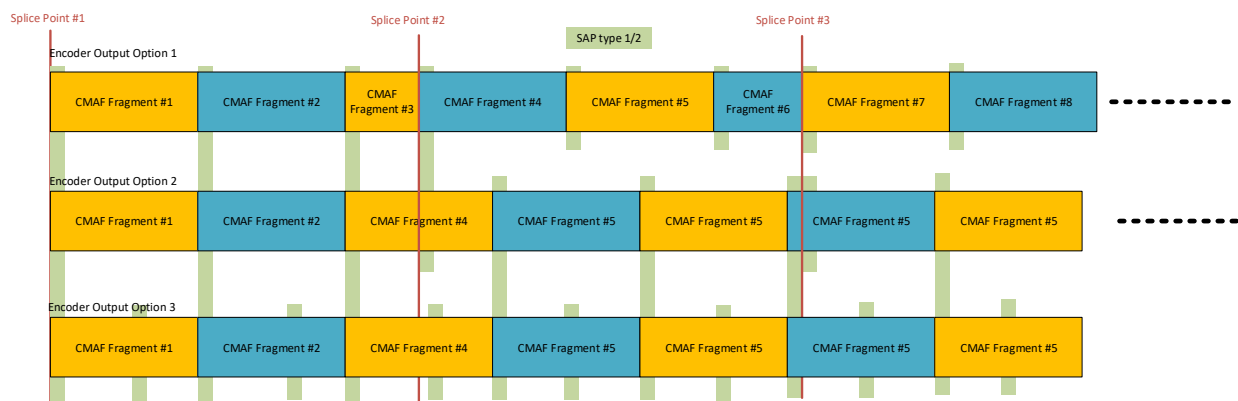 Splice Point #1
Splice Point #2
Splice Point #3
SAP type 1/2
Encoder Output Option 1
CMAF Fragment #1
CMAF Fragment #2
CMAF
Fragment #3
CMAF Fragment #4
CMAF Fragment #5
CMAF
Fragment #6
CMAF Fragment #7
CMAF Fragment #8
Encoder Output Option 2
CMAF Fragment #1
CMAF Fragment #2
CMAF Fragment #4
CMAF Fragment #5
CMAF Fragment #5
CMAF Fragment #5
CMAF Fragment #5
Encoder Output Option 3
CMAF Fragment #1
CMAF Fragment #2
CMAF Fragment #4
CMAF Fragment #5
CMAF Fragment #5
CMAF Fragment #5
CMAF Fragment #5